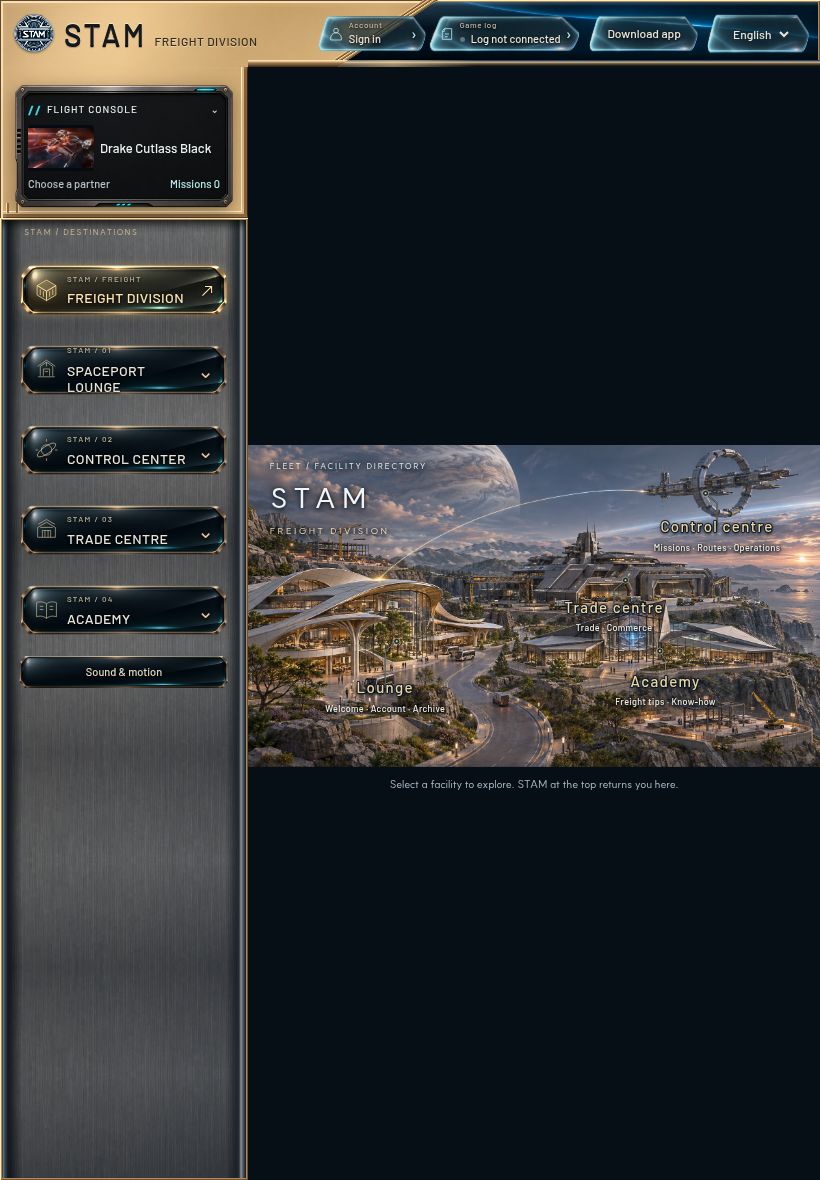 STAM
STAM FREIGHT DIVISION
Account
Sign in
Game log
Log not connected
Download app
English
// FLIGHT CONSOLE
Drake Cutlass Black
Choose a partner
Missions 0
STAM / DESTINATIONS
STAM / FREIGHT
FREIGHT DIVISION
STAM / 01
SPACEPORT
LOUNGE
STAM / 02
CONTROL CENTER
STAM / 03
TRADE CENTRE
STAM / 04
ACADEMY
Sound & motion
FLEET / FACILITY DIRECTORY
STAM
FREIGHT DIVISION
Control centre
Missions · Routes · Operations
Trade centre
Trade · Commerce
Lounge
Welcome · Account · Archive
Academy
Freight tips · Know-how
Select a facility to explore. STAM at the top returns you here.